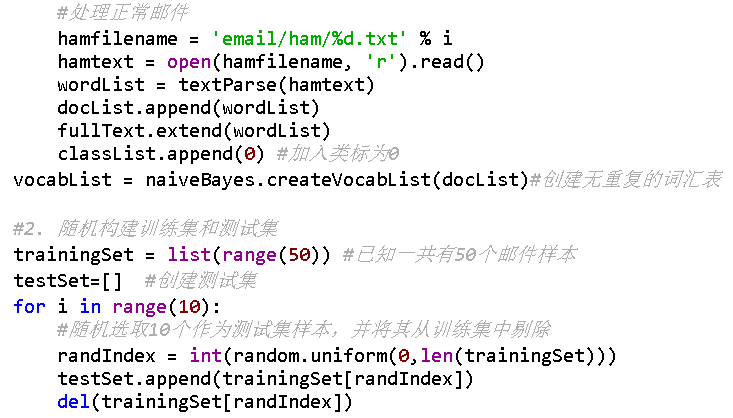 #处理正常邮件
hamfilename = 'email/ham/%d.txt' % i
hamtext = open(hamfilename, 'r').read()
wordList = textParse(hamtext)
docList.append(wordList)
fullText.extend(wordList)
classList.append(0) #加入类标为0
vocabList = naiveBayes.createVocabList(docList)#创建无重复的词汇表
#2. 随机构建训练集和测试集
trainingSet = list(range(50)) #已知一共有50个邮件样本
testSet=[]  #创建测试集
for i in range(10):
#随机选取10个作为测试集样本，并将其从训练集中剔除
randIndex = int(random.uniform(0,len(trainingSet)))
testSet.append(trainingSet[randIndex])
del(trainingSet[randIndex])